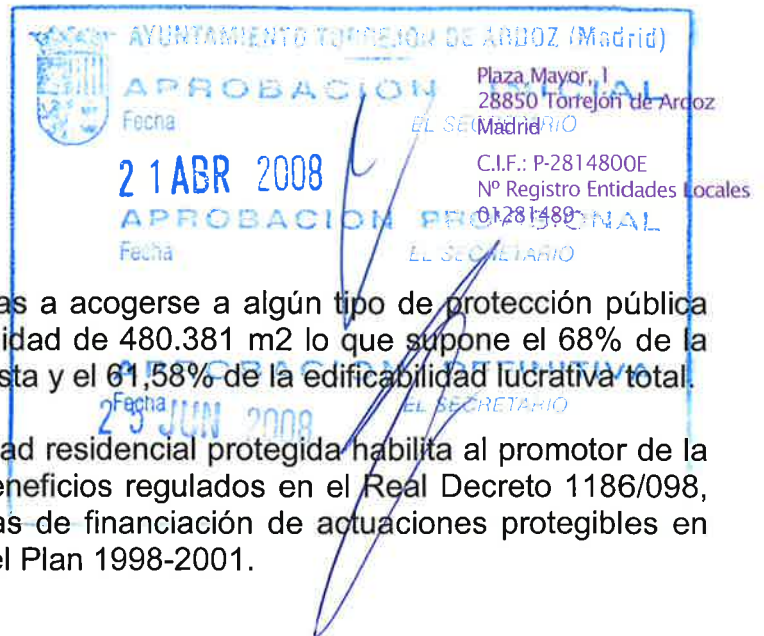 AYUNTAMIENTO TORREJON DE ARDOZ (Madrid)
APROBACION INICIAL
Fecha EL SECRETARIO
21 ABR 2008
Plaza Mayor, 1
28850 Torrejón de Ardoz
Madrid
C.I.F.: P-2814800E
Nº Registro Entidades Locales
01281489
APROBACION PROVISIONAL
Fecha EL SECRETARIO
as a acogerse a algún tipo de protección pública
idad de 480.381 m2 lo que supone el 68% de la
sta y el 61,58% de la edificabilidad lucrativa total.
APROBACION DEFINITIVA
Fecha EL SECRETARIO
25 JUN 2008
ad residencial protegida habilita al promotor de la
eneficios regulados en el Real Decreto 1186/098,
as de financiación de actuaciones protegibles en
el Plan 1998-2001.